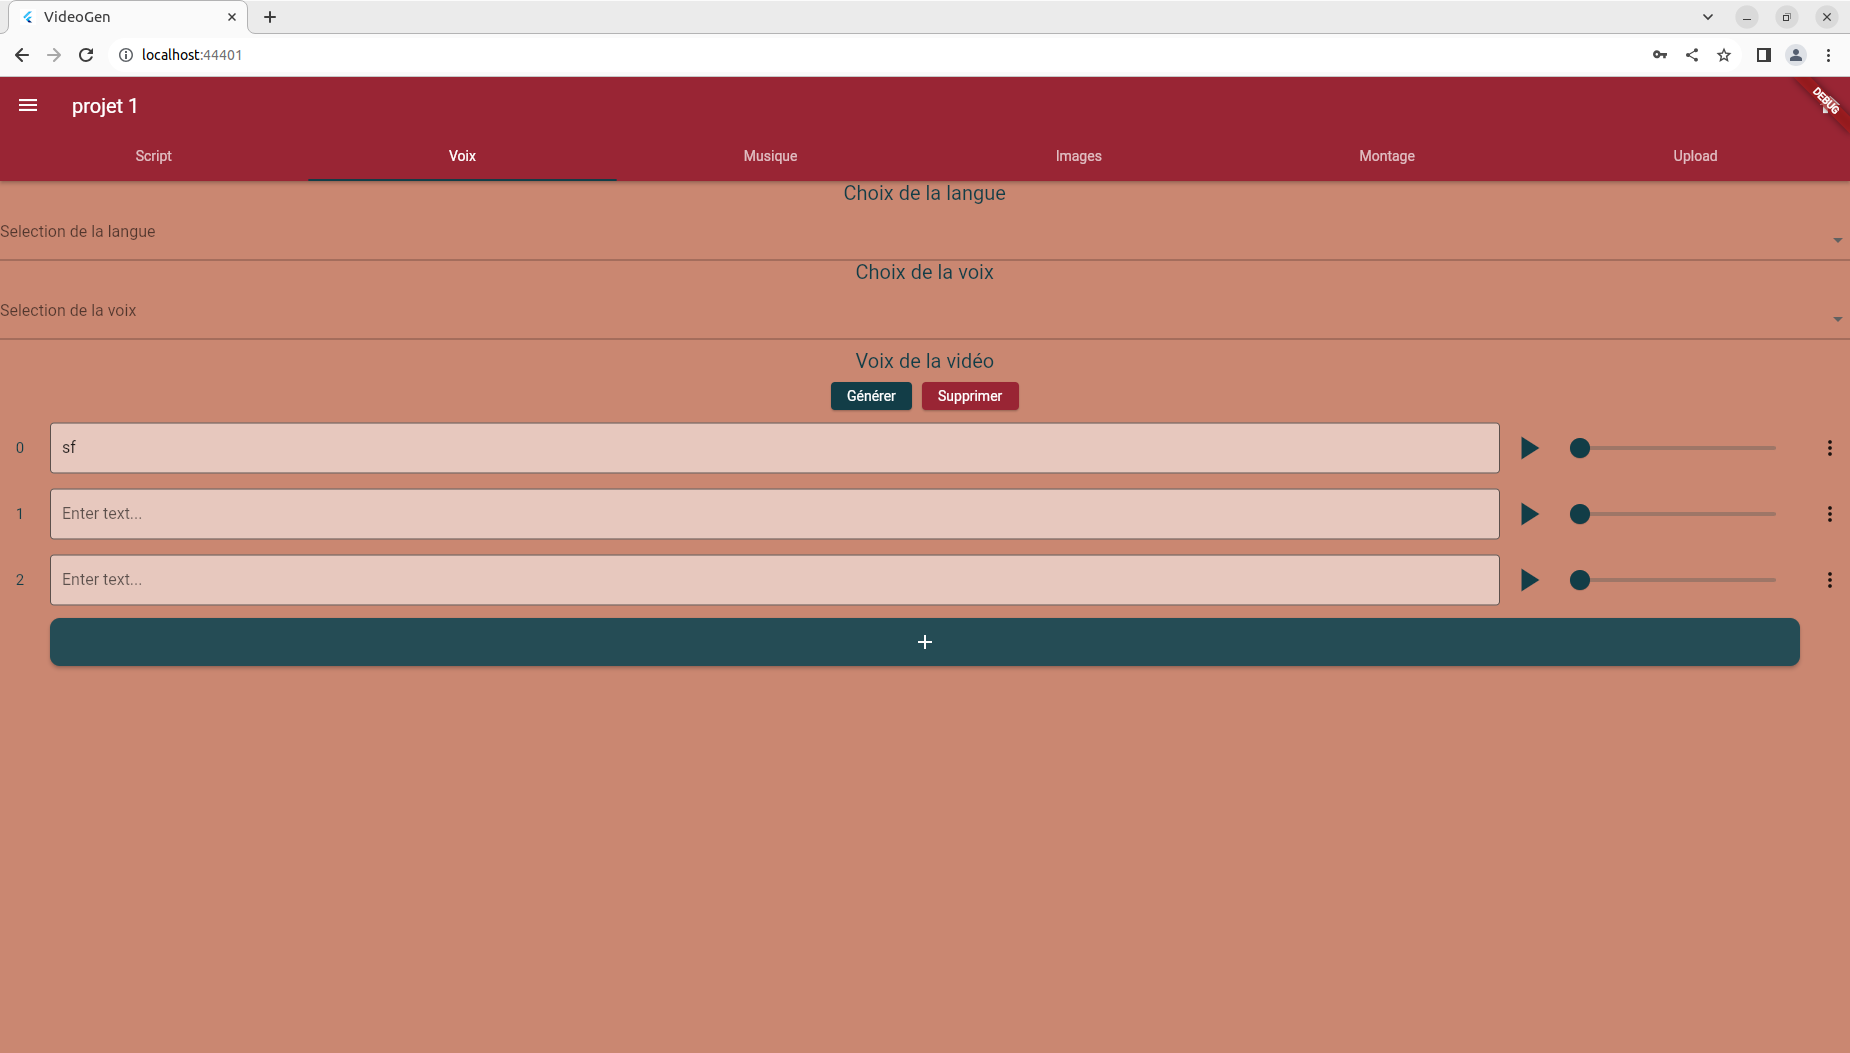 VideoGen
localhost:44401
projet 1
DEBUG
Script Voix Musique Images Montage Upload
Choix de la langue
Selection de la langue
Choix de la voix
Selection de la voix
Voix de la vidéo
Générer Supprimer
0 sf
1 Enter text...
2 Enter text...
+